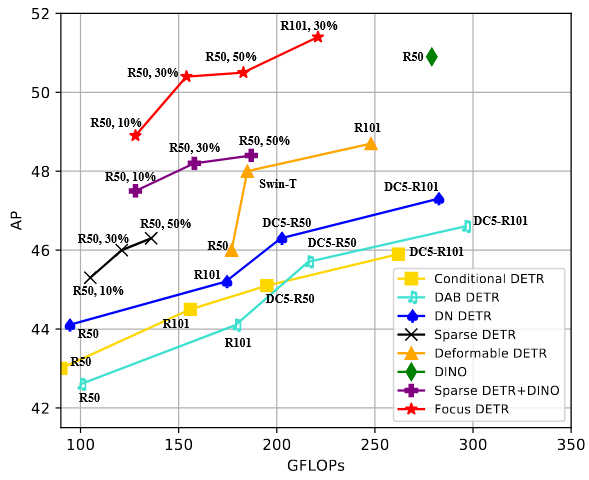 52
R101, 30%
R50, 50%
R50
R50, 30%
50
R50, 10%
R101
R50, 50%
R50, 30%
48
R50, 10%
Swin-T
DC5-R101
AP
R50, 50%
DC5-R50
DC5-R101
R50, 30%
DC5-R50
R50
46
DC5-R101
R101
R50, 10%
DC5-R50
R101
44
R50
R101
R50
R50
42
Conditional DETR
DAB DETR
DN DETR
Sparse DETR
Deformable DETR
DINO
Sparse DETR+DINO
Focus DETR
100
150
200
250
300
350
GFLOPs